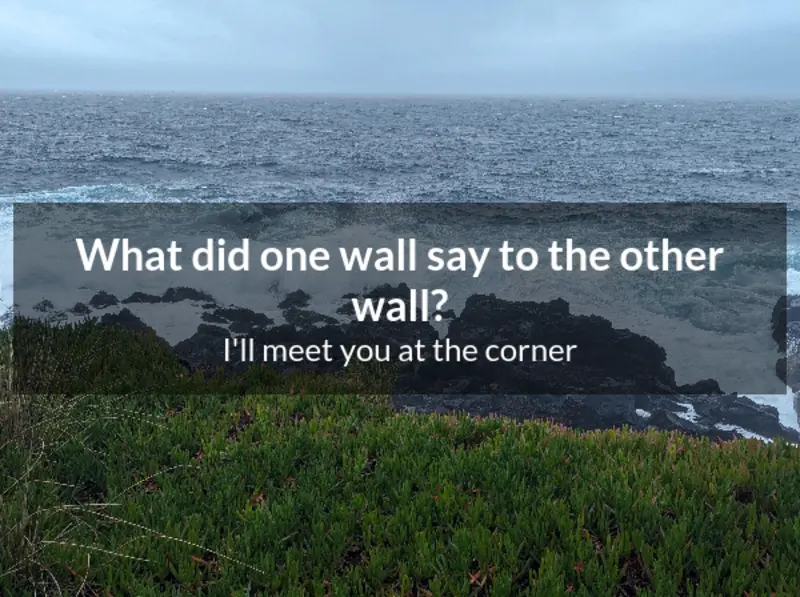 What did one wall say to the other
wall?
I'll meet you at the corner